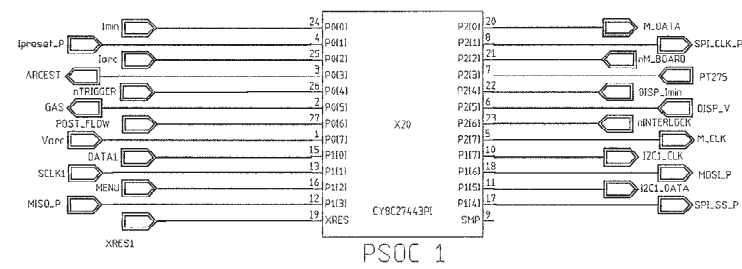 Imin 24 P0[0] P2[0] 20 M_DATA
Ipreset_P 4 P0[1] P2[1] 8 SPI_CLK_P
Iarc 25 P0[2] P2[2] 21 nM_BOARD
ARCEST 3 P0[3] P2[3] 7 PT275
nTRIGGER 26 P0[4] P2[4] 22 DISP_Imin
GAS 2 P0[5] P2[5] 6 DISP_V
POST_FLOW 27 P0[6] X20 P2[6] 23 nINTERLOCK
Varc 1 P0[7] P2[7] 5 M_CLK
DATA1 15 P1[0] P1[7] 10 I2C1_CLK
SCLK1 13 P1[1] P1[6] 18 MOSI_P
MENU 16 P1[2] P1[5] 11 I2C1_DATA
MISO_P 12 P1[3] P1[4] 17 SPI_SS_P
XRES1 19 XRES CY8C27443PI SMP 9
PSOC 1